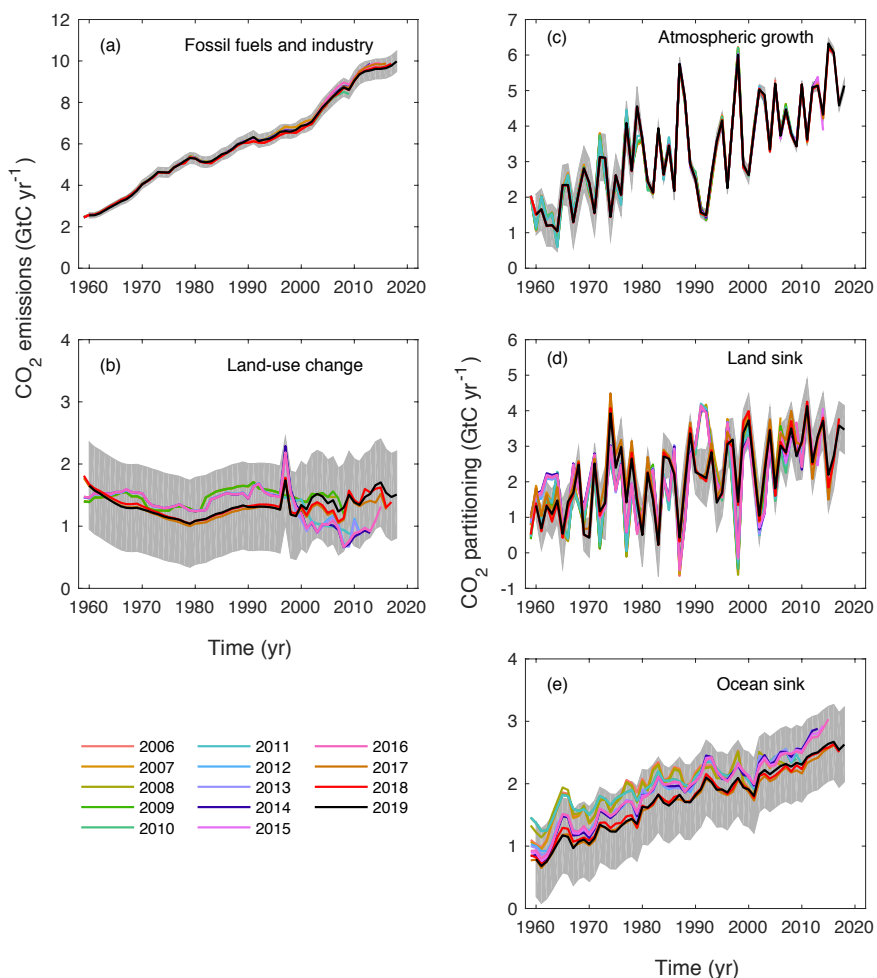 (a) Fossil fuels and industry
12
10
8
6
4
2
0
1960 1970 1980 1990 2000 2010 2020
(b) Land-use change
4
3
2
1
0
1960 1970 1980 1990 2000 2010 2020
CO2 emissions (GtC yr-1)
Time (yr)
2006 2011 2016
2007 2012 2017
2008 2013 2018
2009 2014 2019
2010 2015
(c) Atmospheric growth
7
6
5
4
3
2
1
0
1960 1970 1980 1990 2000 2010 2020
(d) Land sink
6
5
4
3
2
1
0
-1
1960 1970 1980 1990 2000 2010 2020
(e) Ocean sink
4
3
2
1
0
1960 1970 1980 1990 2000 2010 2020
CO2 partitioning (GtC yr-1)
Time (yr)